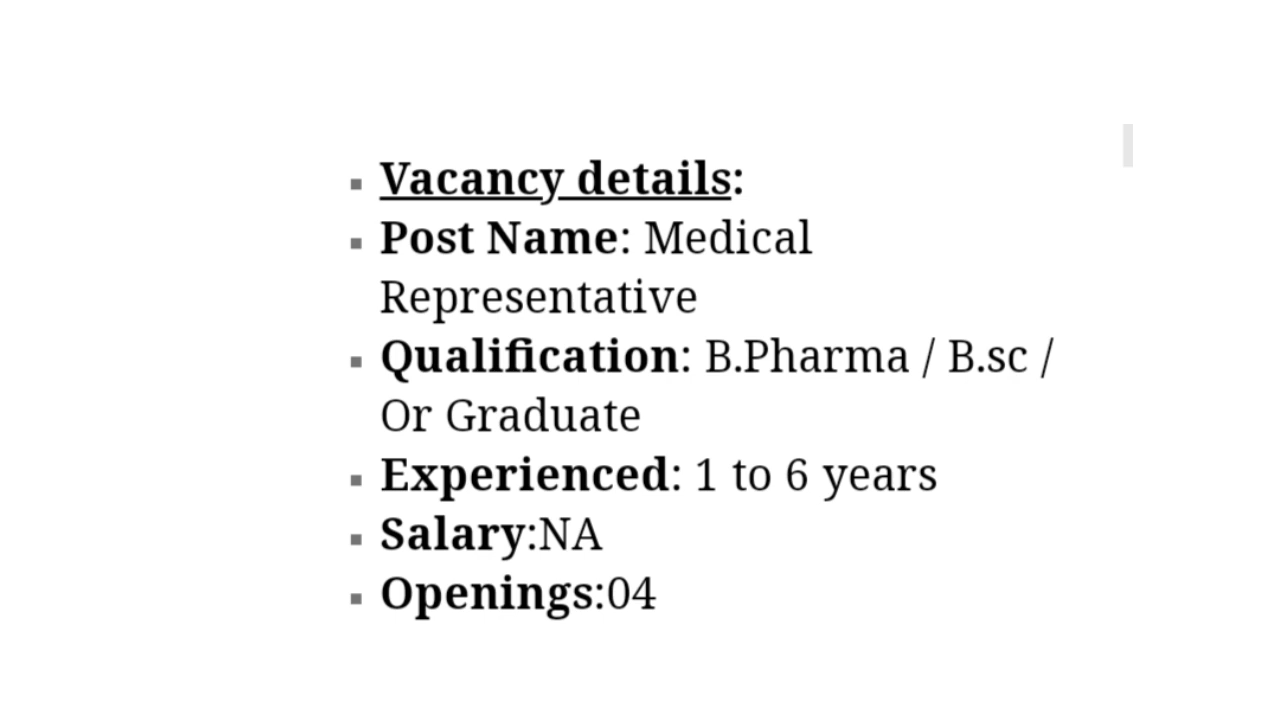 Vacancy details:
Post Name: Medical
Representative
Qualification: B.Pharma / B.sc /
Or Graduate
Experienced: 1 to 6 years
Salary:NA
Openings:04